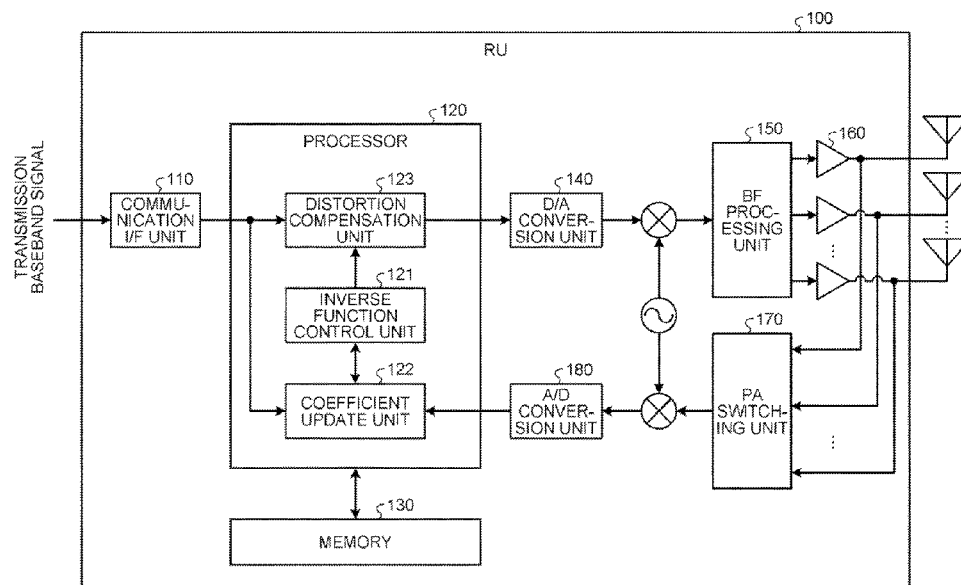 100
RU
120
PROCESSOR
150
160
TRANSMISSION
BASEBAND SIGNAL
110
COMMU-
NICATION
I/F UNIT
123
DISTORTION
COMPENSATION
UNIT
140
D/A
CONVER-
SION UNIT
BF
PROC-
ESSING
UNIT
121
INVERSE
FUNCTION
CONTROL UNIT
170
122
COEFFICIENT
UPDATE UNIT
180
A/D
CONVER-
SION UNIT
PA
SWITCH-
ING UNIT
130
MEMORY